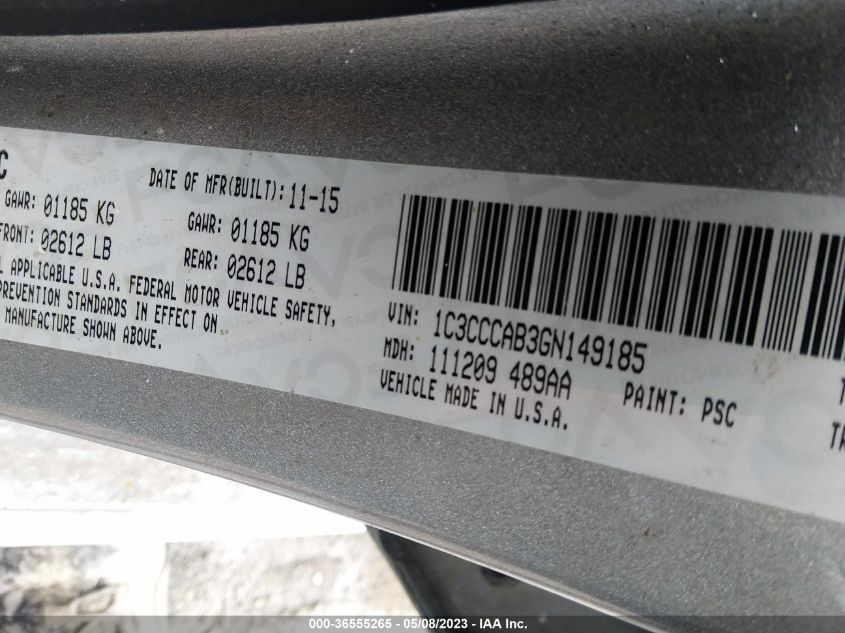 C
DATE OF MFR(BUILT): 11-15
GAWR: 01185 KG GAWR: 01185 KG
FRONT: 02612 LB REAR: 02612 LB
APPLICABLE U.S.A. FEDERAL MOTOR VEHICLE SAFETY,
PREVENTION STANDARDS IN EFFECT ON
MANUFACTURE SHOWN ABOVE.
VIN: 1C3CCCAB3GN149185
MDH: 111209 489AA PAINT: PSC
VEHICLE MADE IN U.S.A.
000-36555265 - 05/08/2023 - © IAA Inc.